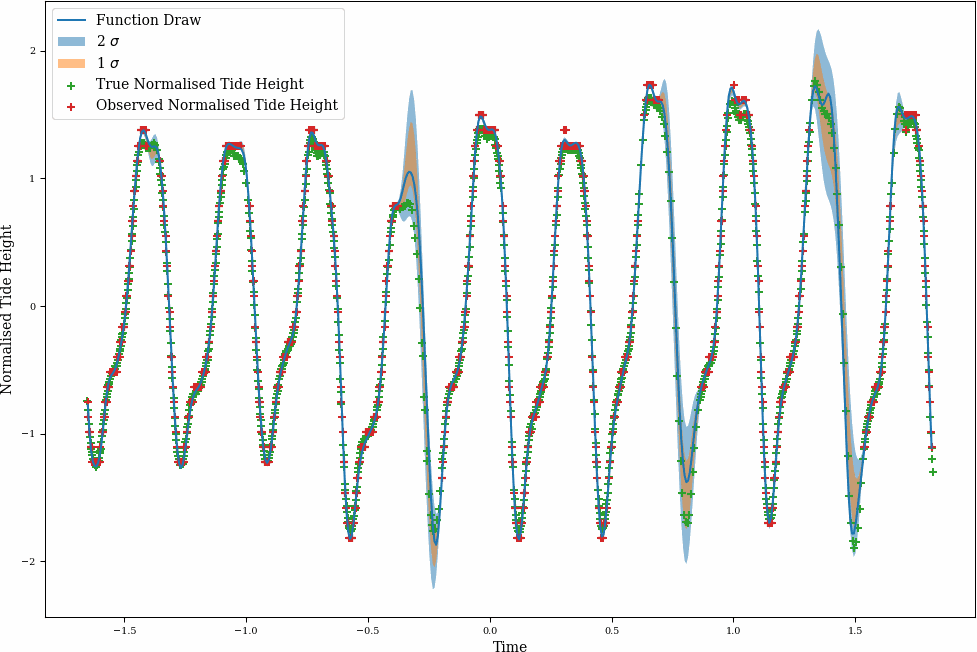 Function Draw
2 σ
1 σ
True Normalised Tide Height
Observed Normalised Tide Height
Normalised Tide Height
2
1
0
−1
−2
−1.5
−1.0
−0.5
0.0
0.5
1.0
1.5
Time